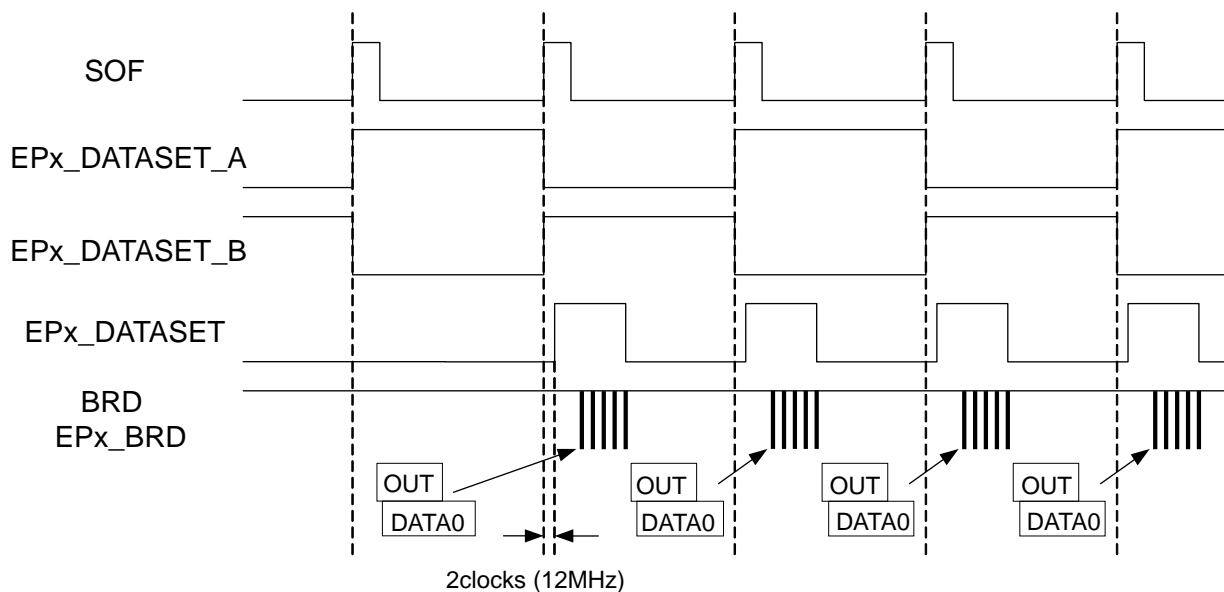 SOF
EPx_DATASET_A
EPx_DATASET_B
EPx_DATASET
BRD
EPx_BRD
OUT
DATA0
OUT
DATA0
OUT
DATA0
OUT
DATA0
2clocks (12MHz)